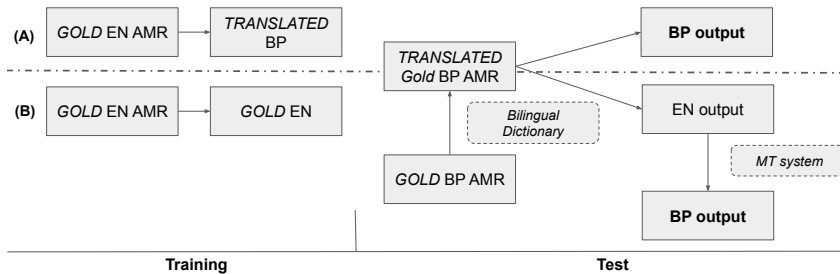 (A)
GOLD EN AMR
TRANSLATED
BP
TRANSLATED
Gold BP AMR
BP output
(B)
GOLD EN AMR
GOLD EN
Bilingual
Dictionary
EN output
MT system
GOLD BP AMR
BP output
Training
Test